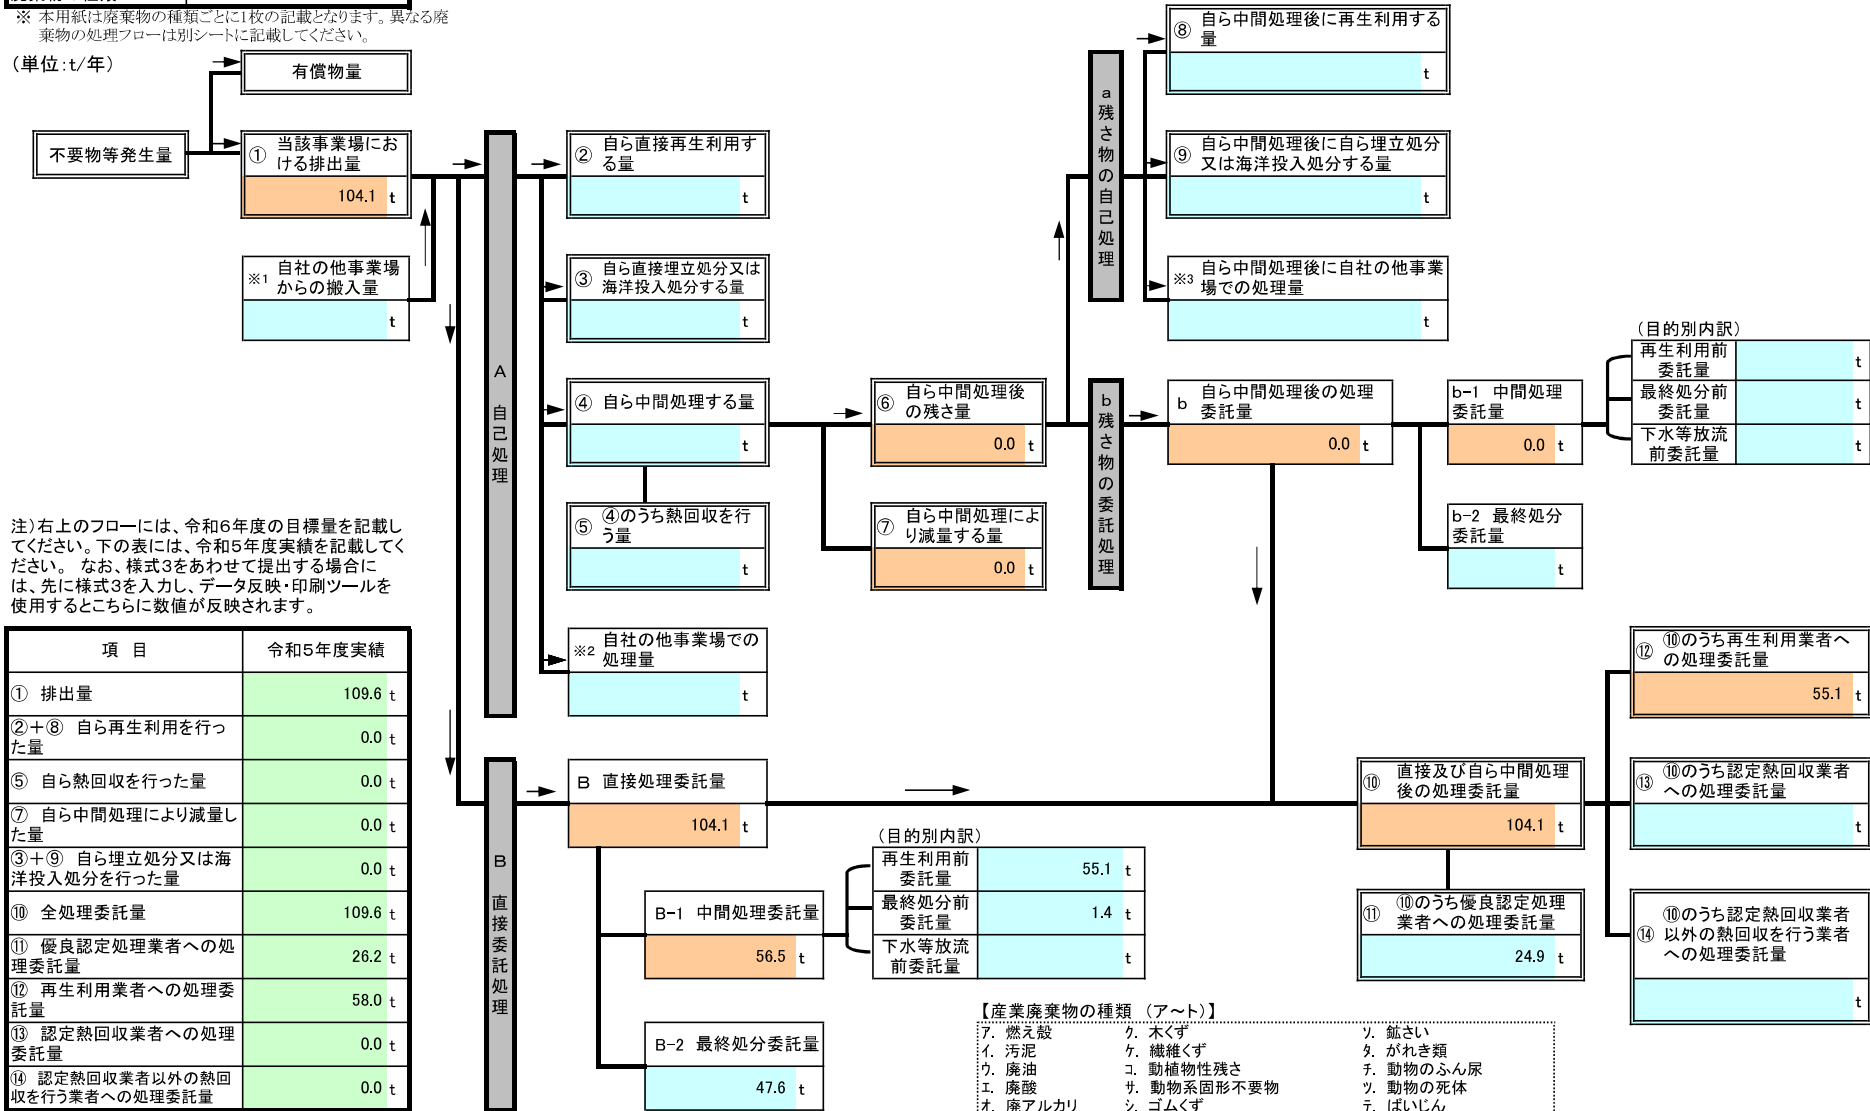 ※ 本用紙は廃棄物の種類ごとに1枚の記載となります。異なる廃
棄物の処理フローは別シートに記載してください。
(単位:t/年)
有償物量
不要物等発生量
① 当該事業場にお
ける排出量
104.1 t
※1 自社の他事業場
からの搬入量
t
A 自己処理
② 自ら直接再生利用す
る量
t
③ 自ら直接埋立処分又は
海洋投入処分する量
t
④ 自ら中間処理する量
t
⑤ ④のうち熱回収を行
う量
t
※2 自社の他事業場での
処理量
t
⑥ 自ら中間処理後
の残さ量
0.0 t
⑦ 自ら中間処理によ
り減量する量
0.0 t
a 残さ物の自己処理
⑧ 自ら中間処理後に再生利用する
量
t
⑨ 自ら中間処理後に自ら埋立処分
又は海洋投入処分する量
t
※3 自ら中間処理後に自社の他事業
場での処理量
t
b 残さ物の委託処理
b 自ら中間処理後の処理
委託量
0.0 t
b-1 中間処理
委託量
0.0 t
b-2 最終処分
委託量
t
(目的別内訳)
再生利用前
委託量
t
最終処分前
委託量
t
下水等放流
前委託量
t
注)右上のフローには、令和6年度の目標量を記載し
てください。下の表には、令和5年度実績を記載してく
ださい。 なお、様式3をあわせて提出する場合に
は、先に様式3を入力し、データ反映・印刷ツールを
使用するとこちらに数値が反映されます。
項 目 令和5年度実績
① 排出量 109.6 t
②+⑧ 自ら再生利用を行っ
た量 0.0 t
⑤ 自ら熱回収を行った量 0.0 t
⑦ 自ら中間処理により減量し
た量 0.0 t
③+⑨ 自ら埋立処分又は海
洋投入処分を行った量 0.0 t
⑩ 全処理委託量 109.6 t
⑪ 優良認定処理業者への処
理委託量 26.2 t
⑫ 再生利用業者への処理委
託量 58.0 t
⑬ 認定熱回収業者への処理
委託量 0.0 t
⑭ 認定熱回収業者以外の熱回
収を行う業者への処理委託量 0.0 t
B 直接委託処理
B 直接処理委託量
104.1 t
B-1 中間処理委託量
56.5 t
B-2 最終処分委託量
47.6 t
(目的別内訳)
再生利用前
委託量
55.1 t
最終処分前
委託量
1.4 t
下水等放流
前委託量
t
⑩ 直接及び自ら中間処理
後の処理委託量
104.1 t
⑪ ⑩のうち優良認定処理
業者への処理委託量
24.9 t
⑫ ⑩のうち再生利用業者へ
の処理委託量
55.1 t
⑬ ⑩のうち認定熱回収業者
への処理委託量
t
⑭ ⑩のうち認定熱回収業者
以外の熱回収を行う業者
への処理委託量
t
【産業廃棄物の種類 (ア~ト)】
ア. 燃え殻 ク. 木くず ソ. 鉱さい
イ. 汚泥 ケ. 繊維くず タ. がれき類
ウ. 廃油 コ. 動植物性残さ チ. 動物のふん尿
エ. 廃酸 サ. 動物系固形不要物 ツ. 動物の死体
オ. 廃アルカリ シ. ゴムくず テ. ばいじん